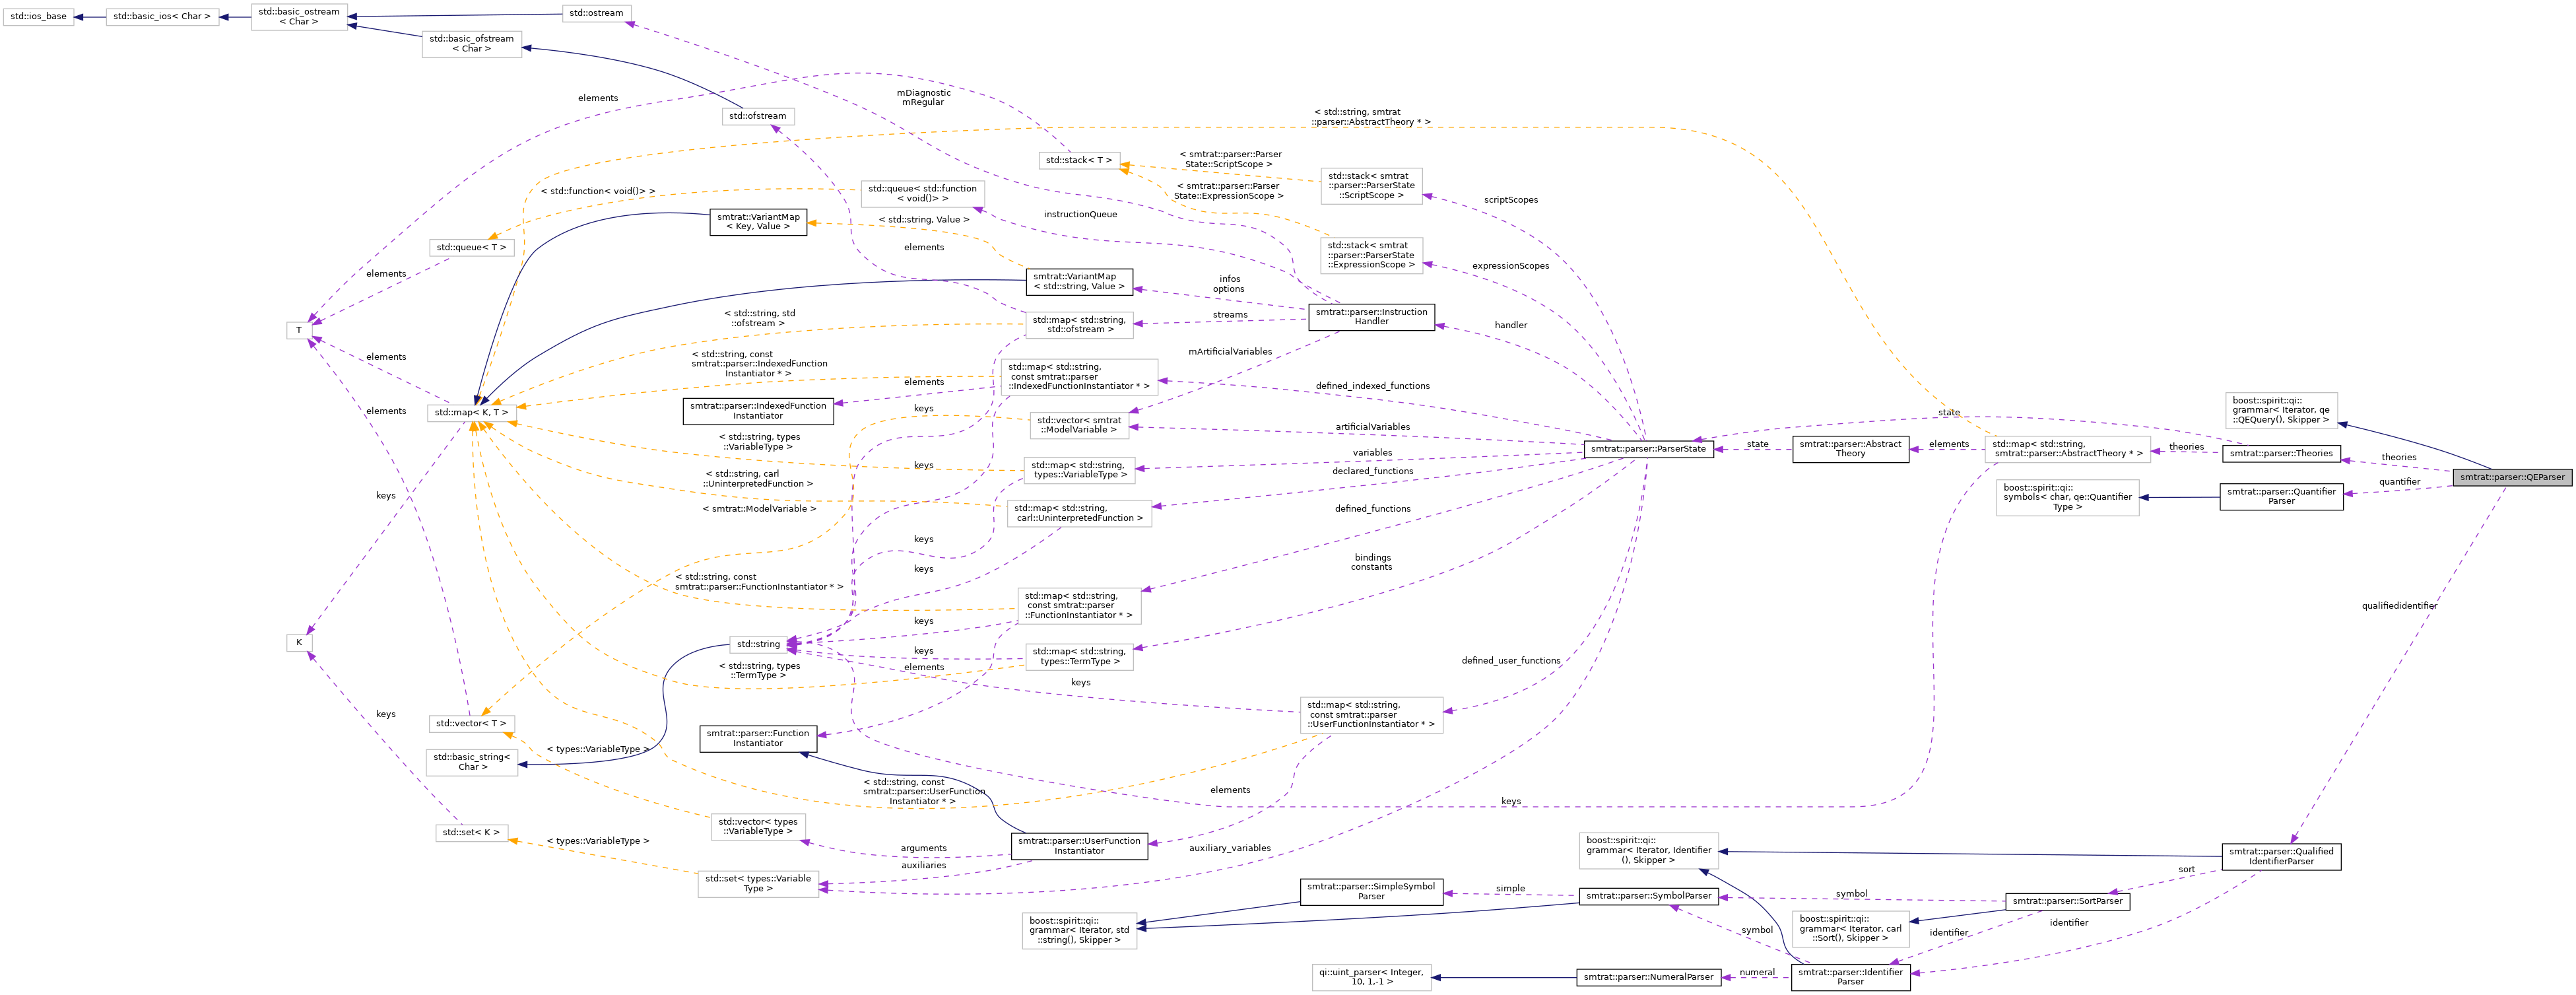 std::ios_base
std::basic_ios< Char >
std::basic_ostream
< Char >
std::ostream
std::basic_ofstream
< Char >
std::ofstream
elements
mDiagnostic
mRegular
< std::string, smtrat
::parser::AbstractTheory * >
std::stack< T >
< smtrat::parser::Parser
State::ScriptScope >
std::stack< smtrat
::parser::ParserState
::ScriptScope >
< smtrat::parser::Parser
State::ExpressionScope >
scriptScopes
< std::function< void()> >
std::queue< std::function
< void()> >
instructionQueue
smtrat::VariantMap
< Key, Value >
< std::string, Value >
std::queue< T >
elements
elements
std::stack< smtrat
::parser::ParserState
::ExpressionScope >
expressionScopes
smtrat::VariantMap
< std::string, Value >
infos
options
T
< std::string, std
::ofstream >
std::map< std::string,
std::ofstream >
streams
smtrat::parser::Instruction
Handler
handler
elements
< std::string, const
smtrat::parser::IndexedFunction
Instantiator * >
mArtificialVariables
elements
std::map< std::string,
const smtrat::parser
::IndexedFunctionInstantiator * >
defined_indexed_functions
elements
std::map< K, T >
smtrat::parser::IndexedFunction
Instantiator
keys
std::vector< smtrat
::ModelVariable >
artificialVariables
state
boost::spirit::qi::
grammar< Iterator, qe
::QEQuery(), Skipper >
< std::string, types
::VariableType >
variables
smtrat::parser::ParserState
state
smtrat::parser::Abstract
Theory
elements
std::map< std::string,
smtrat::parser::AbstractTheory * >
theories
smtrat::parser::Theories
theories
smtrat::parser::QEParser
keys
std::map< std::string,
types::VariableType >
declared_functions
< std::string, carl
::UninterpretedFunction >
quantifier
boost::spirit::qi::
symbols< char, qe::Quantifier
Type >
smtrat::parser::Quantifier
Parser
keys
< smtrat::ModelVariable >
std::map< std::string,
carl::UninterpretedFunction >
defined_functions
keys
keys
bindings
constants
< std::string, const
smtrat::parser::FunctionInstantiator * >
std::map< std::string,
const smtrat::parser
::FunctionInstantiator * >
qualifiedidentifier
keys
K
std::string
keys
std::map< std::string,
types::TermType >
defined_user_functions
< std::string, types
::TermType >
elements
keys
keys
std::vector< T >
std::map< std::string,
const smtrat::parser
::UserFunctionInstantiator * >
smtrat::parser::Function
Instantiator
< types::VariableType >
std::basic_string<
Char >
< std::string, const
smtrat::parser::UserFunction
Instantiator * >
elements
keys
std::set< K >
std::vector< types
::VariableType >
< types::VariableType >
arguments
smtrat::parser::UserFunction
Instantiator
auxiliary_variables
auxiliaries
std::set< types::Variable
Type >
boost::spirit::qi::
grammar< Iterator, Identifier
(), Skipper >
smtrat::parser::Qualified
IdentifierParser
sort
smtrat::parser::SimpleSymbol
Parser
simple
smtrat::parser::SymbolParser
symbol
smtrat::parser::SortParser
boost::spirit::qi::
grammar< Iterator, std
::string(), Skipper >
symbol
boost::spirit::qi::
grammar< Iterator, carl
::Sort(), Skipper >
identifier
identifier
qi::uint_parser< Integer,
10, 1,-1 >
smtrat::parser::NumeralParser
numeral
smtrat::parser::Identifier
Parser